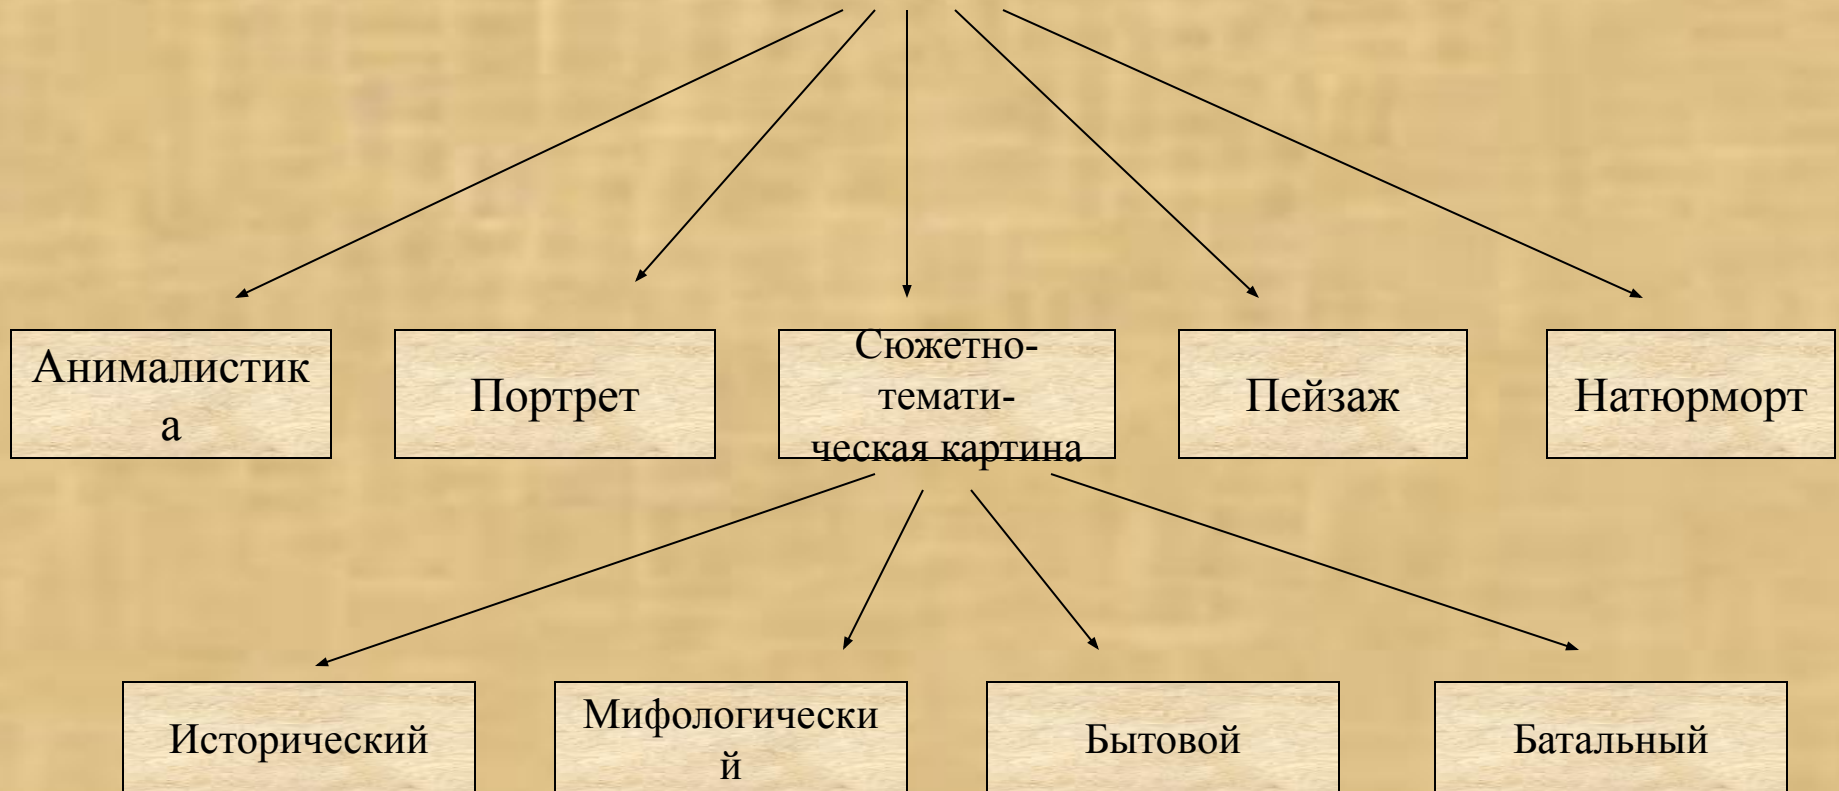 Анималистик
а
Портрет
Сюжетно-
темати-
ческая картина
Пейзаж
Натюрморт
Исторический
Мифологически
й
Бытовой
Батальный